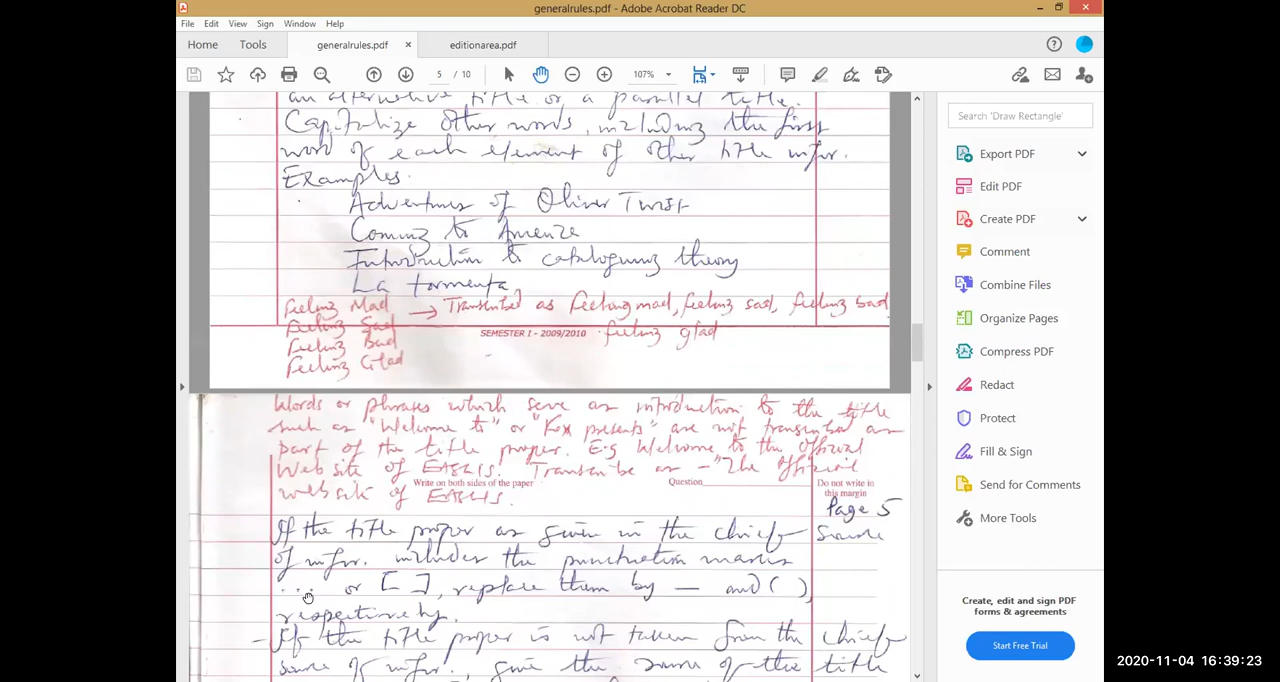 generalrules.pdf - Adobe Acrobat Reader DC
File Edit View Sign Window Help
Home Tools generalrules.pdf × editionarea.pdf
5 / 10 107%
an alternative title or a parallel title.
Capitalize other words, including the first
word of each element of other title infor.
Examples.
Adventures of Oliver Twist
Coming to
Introduction to cataloguing theory
La tormenta
Feeling Mad → Transcribed as Feeling mad, feeling sad, feeling bad
Feeling Sad SEMESTER I - 2009/2010 feeling glad
Feeling Bad
Feeling Glad
Words or phrases which serve as introduction to the title
such as "Welcome to" or "Fox presents" are not transcribed as
part of the title proper. E.g Welcome to the Official
Website of EASLIS. Transcribe as – "The official
website of EASLIS.
Write on both sides of the paper Question Do not write in
this margin
Page 5
If the title proper as given in the chief source
of infor. includes the punctuation marks
... or [ ], replace them by — and ( ),
respectively.
- If the title proper is not taken from the chief
source of infor., give the source of the title
Search 'Draw Rectangle'
Export PDF
Edit PDF
Create PDF
Comment
Combine Files
Organize Pages
Compress PDF
Redact
Protect
Fill & Sign
Send for Comments
More Tools
Create, edit and sign PDF
forms & agreements
Start Free Trial
2020-11-04 16:39:23